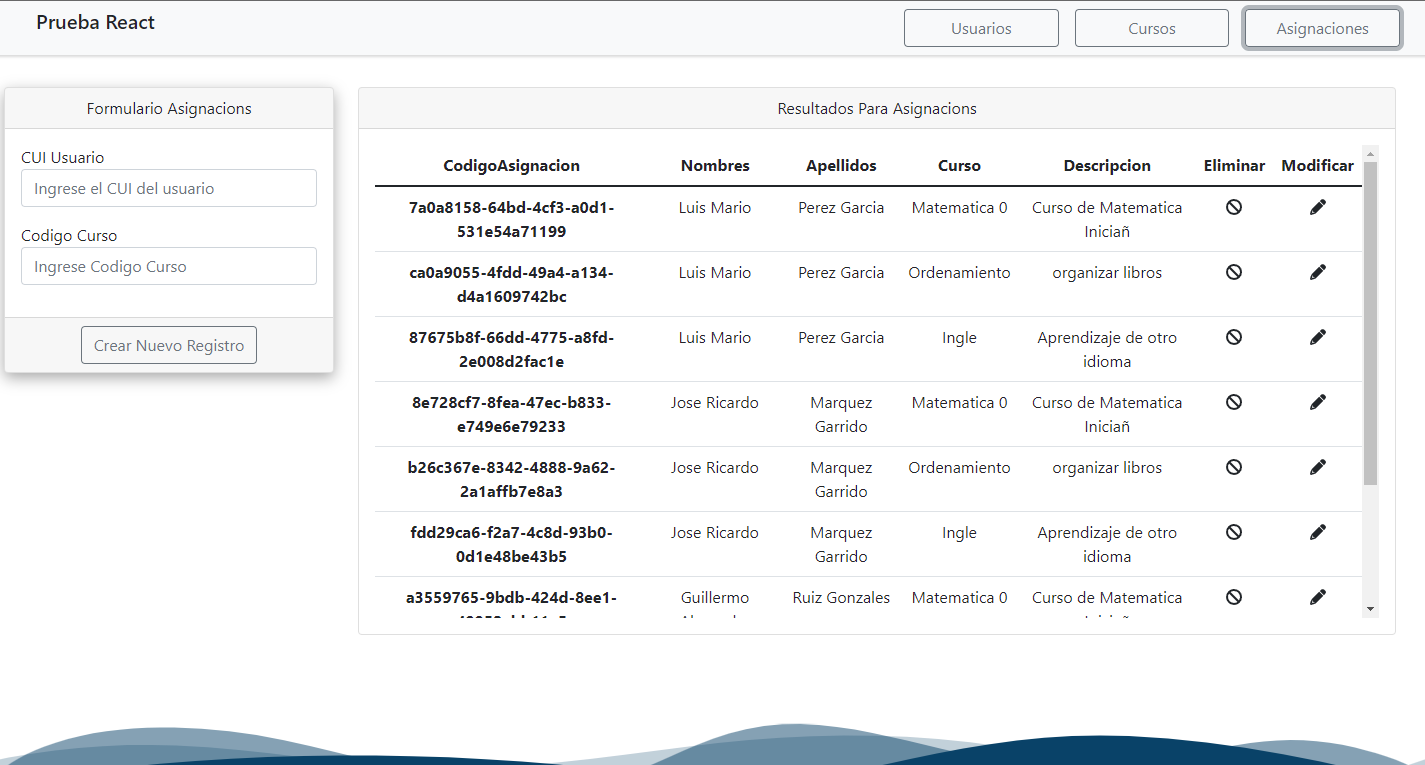 Prueba React
Usuarios
Cursos
Asignaciones
Formulario Asignacions
CUI Usuario
Ingrese el CUI del usuario
Codigo Curso
Ingrese Codigo Curso
Crear Nuevo Registro
Resultados Para Asignacions
CodigoAsignacion Nombres Apellidos Curso Descripcion Eliminar Modificar
7a0a8158-64bd-4cf3-a0d1- Luis Mario Perez Garcia Matematica 0 Curso de Matematica
531e54a71199 Iniciañ
ca0a9055-4fdd-49a4-a134- Luis Mario Perez Garcia Ordenamiento organizar libros
d4a1609742bc
87675b8f-66dd-4775-a8fd- Luis Mario Perez Garcia Ingle Aprendizaje de otro
2e008d2fac1e idioma
8e728cf7-8fea-47ec-b833- Jose Ricardo Marquez Matematica 0 Curso de Matematica
e749e6e79233 Garrido Iniciañ
b26c367e-8342-4888-9a62- Jose Ricardo Marquez Ordenamiento organizar libros
2a1affb7e8a3 Garrido
fdd29ca6-f2a7-4c8d-93b0- Jose Ricardo Marquez Ingle Aprendizaje de otro
0d1e48be43b5 Garrido idioma
a3559765-9bdb-424d-8ee1- Guillermo Ruiz Gonzales Matematica 0 Curso de Matematica